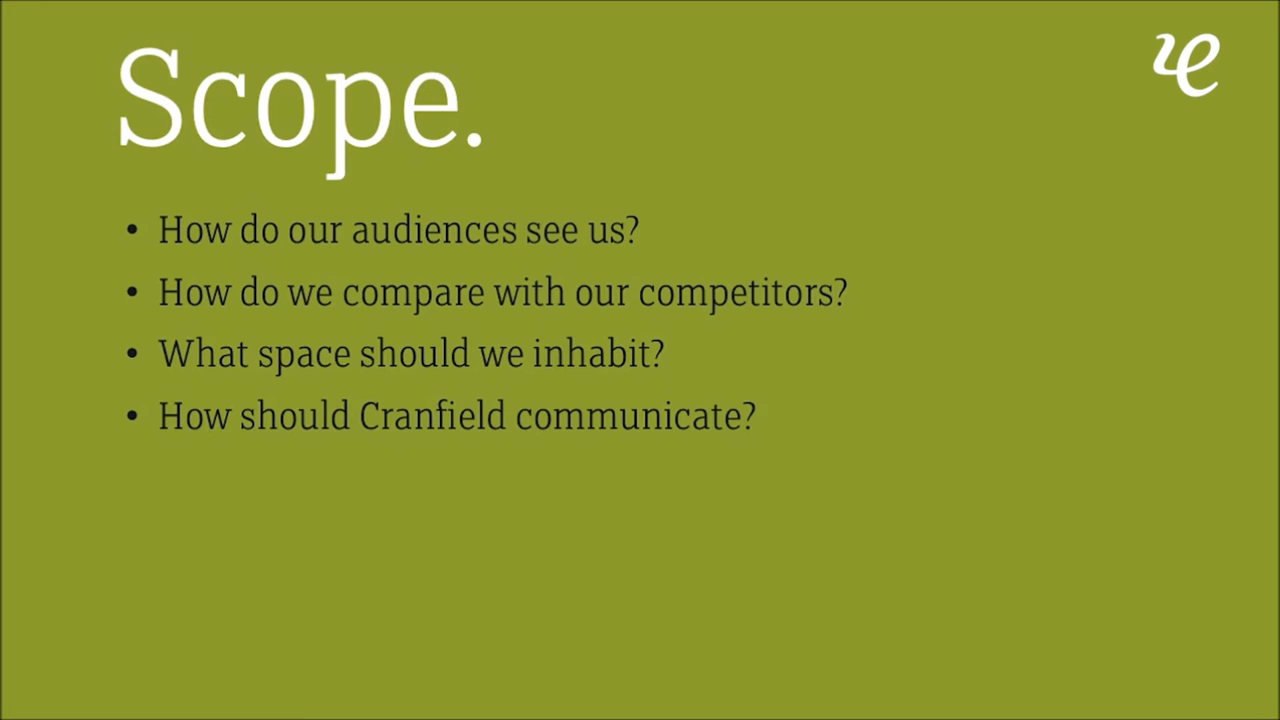 Scope.
• How do our audiences see us?
• How do we compare with our competitors?
• What space should we inhabit?
• How should Cranfield communicate?